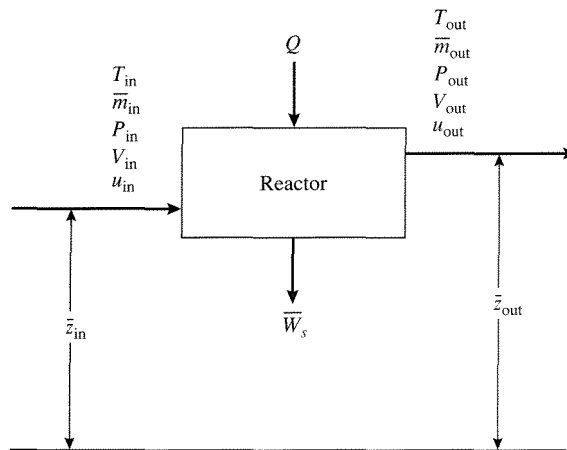 T_out
m̅_out
P_out
V_out
u_out
Q
T_in
m̅_in
P_in
V_in
u_in
Reactor
W̅_s
z̄_in
z̄_out